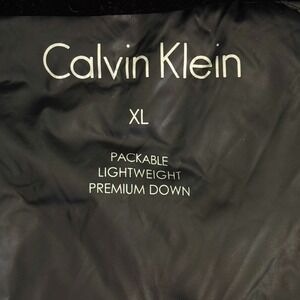 Calvin Klein
XL
PACKABLE
LIGHTWEIGHT
PREMIUM DOWN